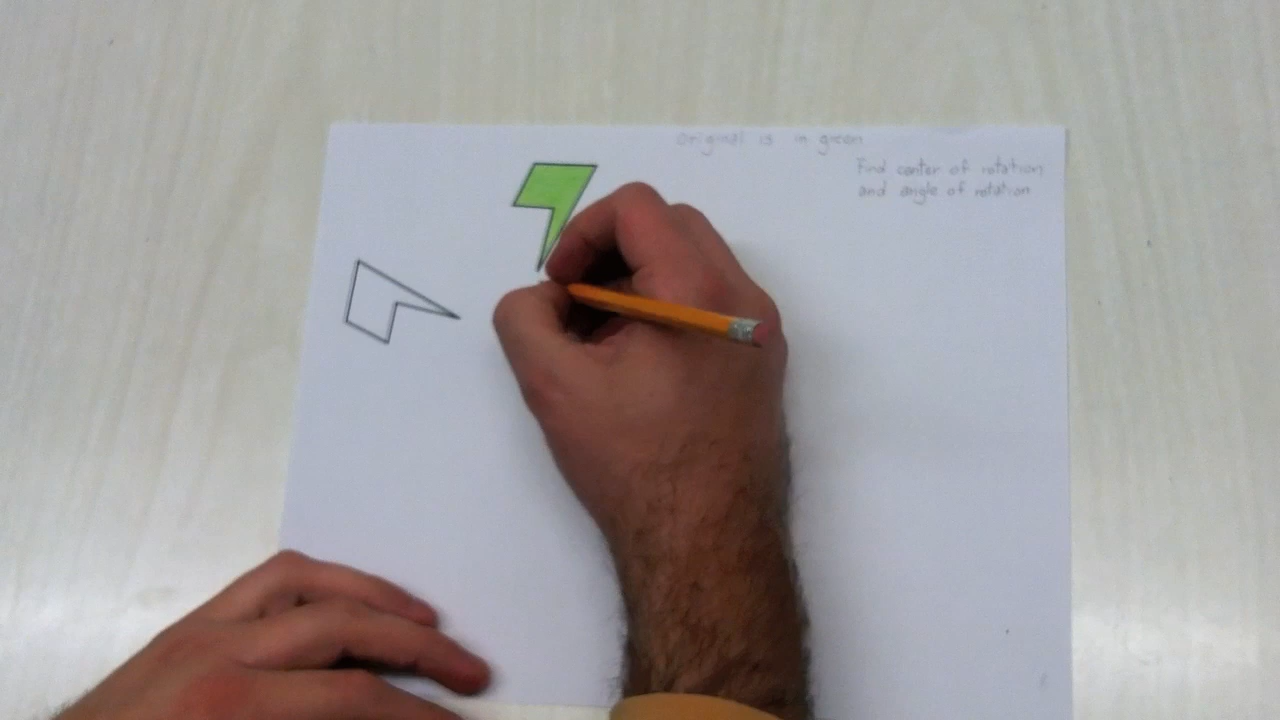 Original is in green
Find center of rotation
and angle of rotation